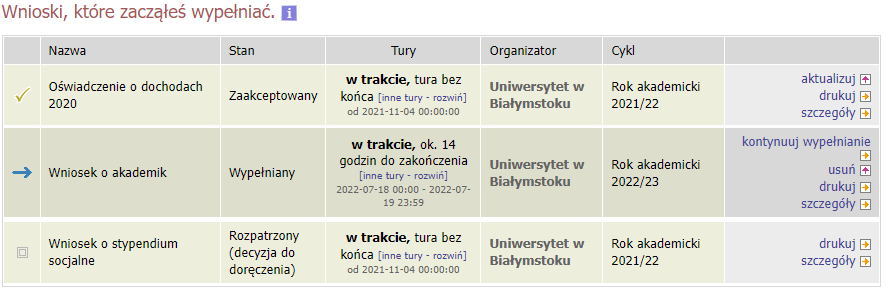 Wnioski, które zacząłeś wypełniać. i
Nazwa Stan Tury Organizator Cykl
Oświadczenie o dochodach
2020
Zaakceptowany
w trakcie, tura bez
końca [inne tury - rozwiń]
od 2021-11-04 00:00:00
Uniwersytet w
Białymstoku
Rok akademicki
2021/22
aktualizuj
drukuj
szczegóły
Wniosek o akademik
Wypełniany
w trakcie, ok. 14
godzin do zakończenia
[inne tury - rozwiń]
2022-07-18 00:00 - 2022-07-
19 23:59
Uniwersytet w
Białymstoku
Rok akademicki
2022/23
kontynuuj wypełnianie
usuń
drukuj
szczegóły
Wniosek o stypendium
socjalne
Rozpatrzony
(decyzja do
doręczenia)
w trakcie, tura bez
końca [inne tury - rozwiń]
od 2021-11-04 00:00:00
Uniwersytet w
Białymstoku
Rok akademicki
2021/22
drukuj
szczegóły